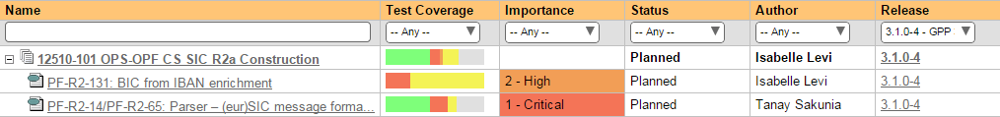 Name Test Coverage Importance Status Author Release
-- Any -- -- Any -- -- Any -- -- Any -- 3.1.0-4 - GPP
12510-101 OPS-OPF CS SIC R2a Construction Planned Isabelle Levi 3.1.0-4
PF-R2-131: BIC from IBAN enrichment 2 - High Planned Isabelle Levi 3.1.0-4
PF-R2-14/PF-R2-65: Parser – (eur)SIC message forma... 1 - Critical Planned Tanay Sakunia 3.1.0-4